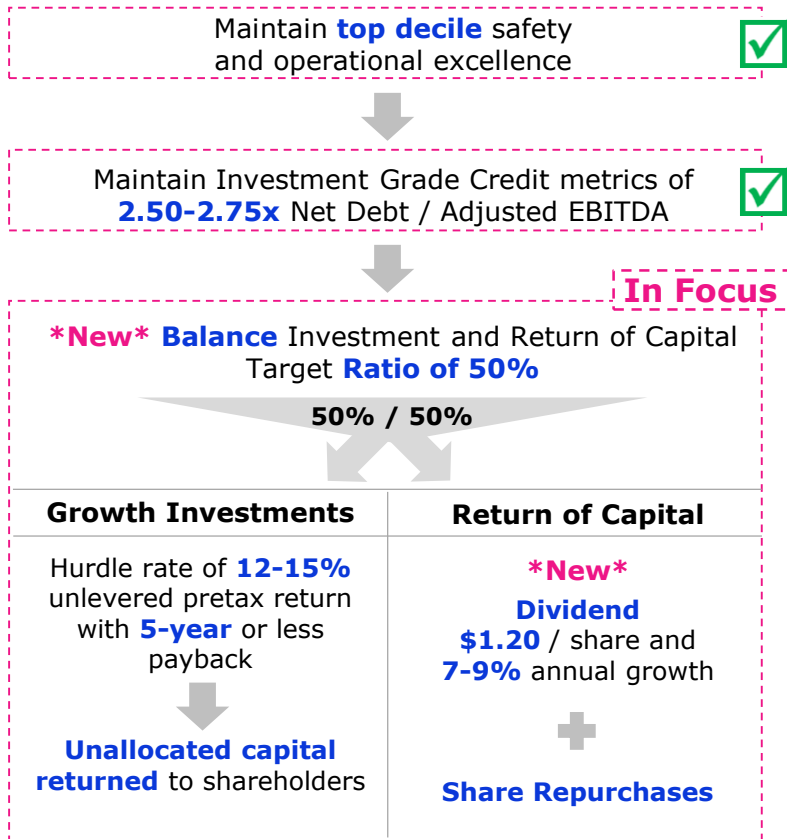 Maintain top decile safety
and operational excellence
Maintain Investment Grade Credit metrics of
2.50-2.75x Net Debt / Adjusted EBITDA
In Focus
*New* Balance Investment and Return of Capital
Target Ratio of 50%
50% / 50%
Growth Investments
Hurdle rate of 12-15%
unlevered pretax return
with 5-year or less
payback
Unallocated capital
returned to shareholders
Return of Capital
*New*
Dividend
$1.20 / share and
7-9% annual growth
Share Repurchases